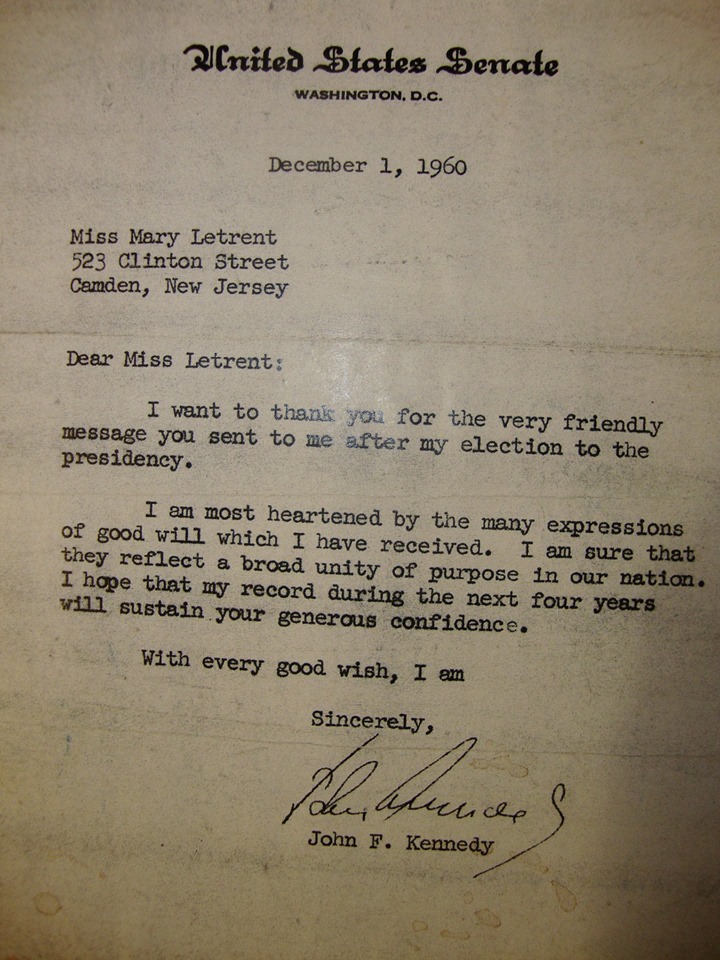 United States Senate
WASHINGTON, D.C.
December 1, 1960
Miss Mary Letrent
523 Clinton Street
Camden, New Jersey
Dear Miss Letrent:
I want to thank you for the very friendly
message you sent to me after my election to the
presidency.
I am most heartened by the many expressions
of good will which I have received. I am sure that
they reflect a broad unity of purpose in our nation.
I hope that my record during the next four years
will sustain your generous confidence.
With every good wish, I am
Sincerely,
John Kennedy
John F. Kennedy